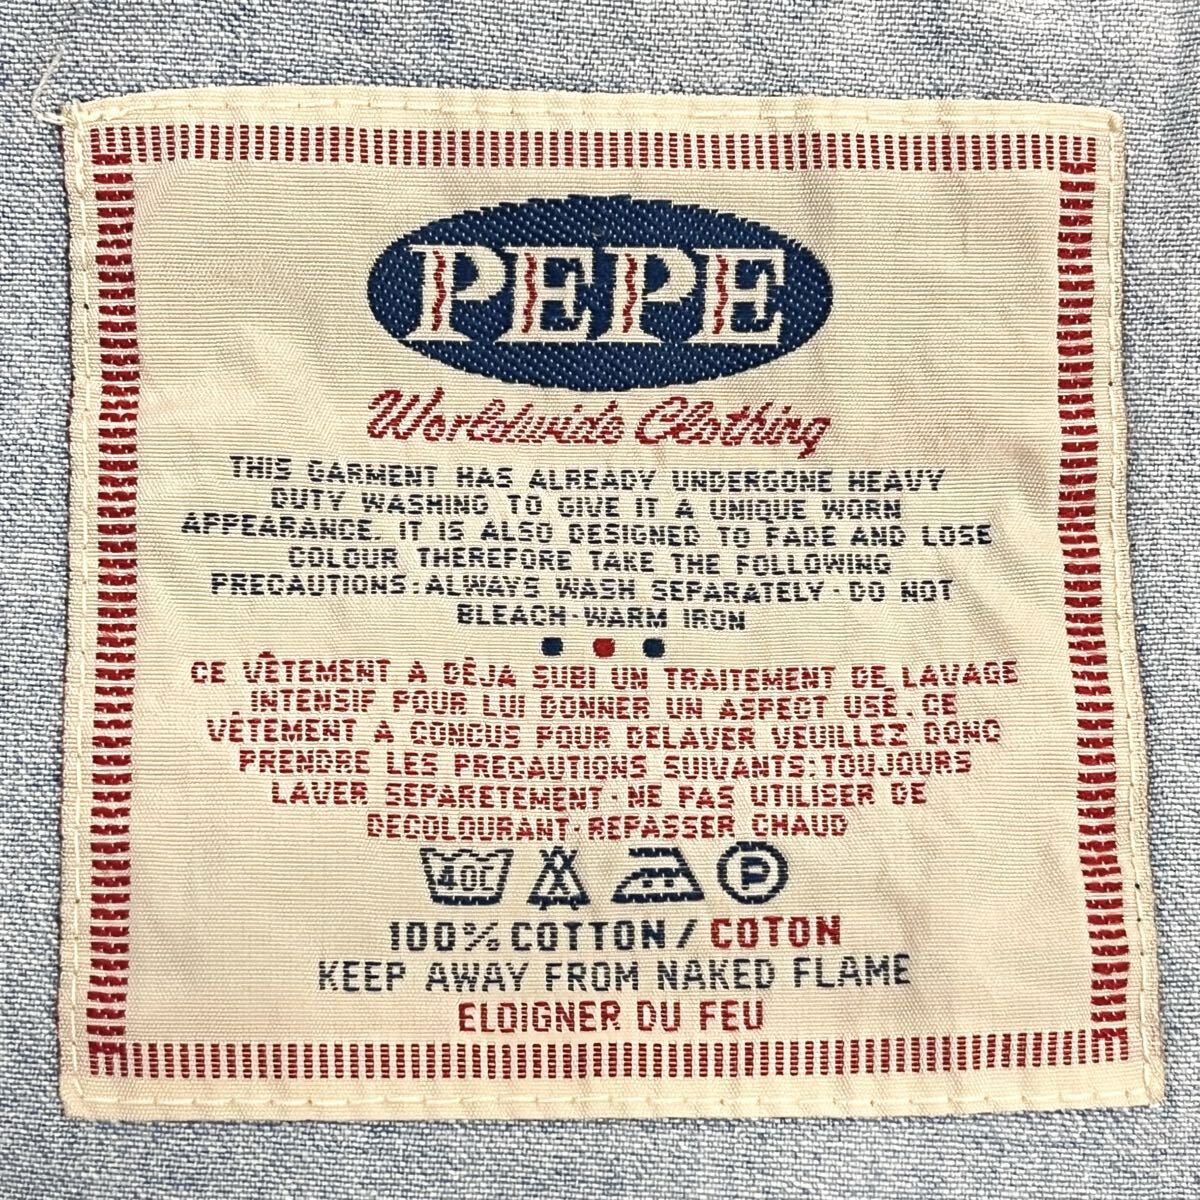 PEPE
Worldwide Clothing
THIS GARMENT HAS ALREADY UNDERGONE HEAVY
DUTY WASHING TO GIVE IT A UNIQUE WORN
APPEARANCE. IT IS ALSO DESIGNED TO FADE AND LOSE
COLOUR THEREFORE TAKE THE FOLLOWING
PRECAUTIONS:ALWAYS WASH SEPARATELY·DO NOT
BLEACH·WARM IRON
CE VÊTEMENT A DÊJA SUBI UN TRAITEMENT DE LAVAGE
INTENSIF POUR LUI DONNER UN ASPECT USÉ. CE
VÊTEMENT A CONCUS POUR DELAVER VEUILLEZ DONC
PRENDRE LES PRECAUTIONS SUIVANTS:TOUJOURS
LAVER SEPARETEMENT·NE PAS UTILISER DE
DECOLOURANT·REPASSER CHAUD
40C P
100% COTTON/COTON
KEEP AWAY FROM NAKED FLAME
ELOIGNER DU FEU